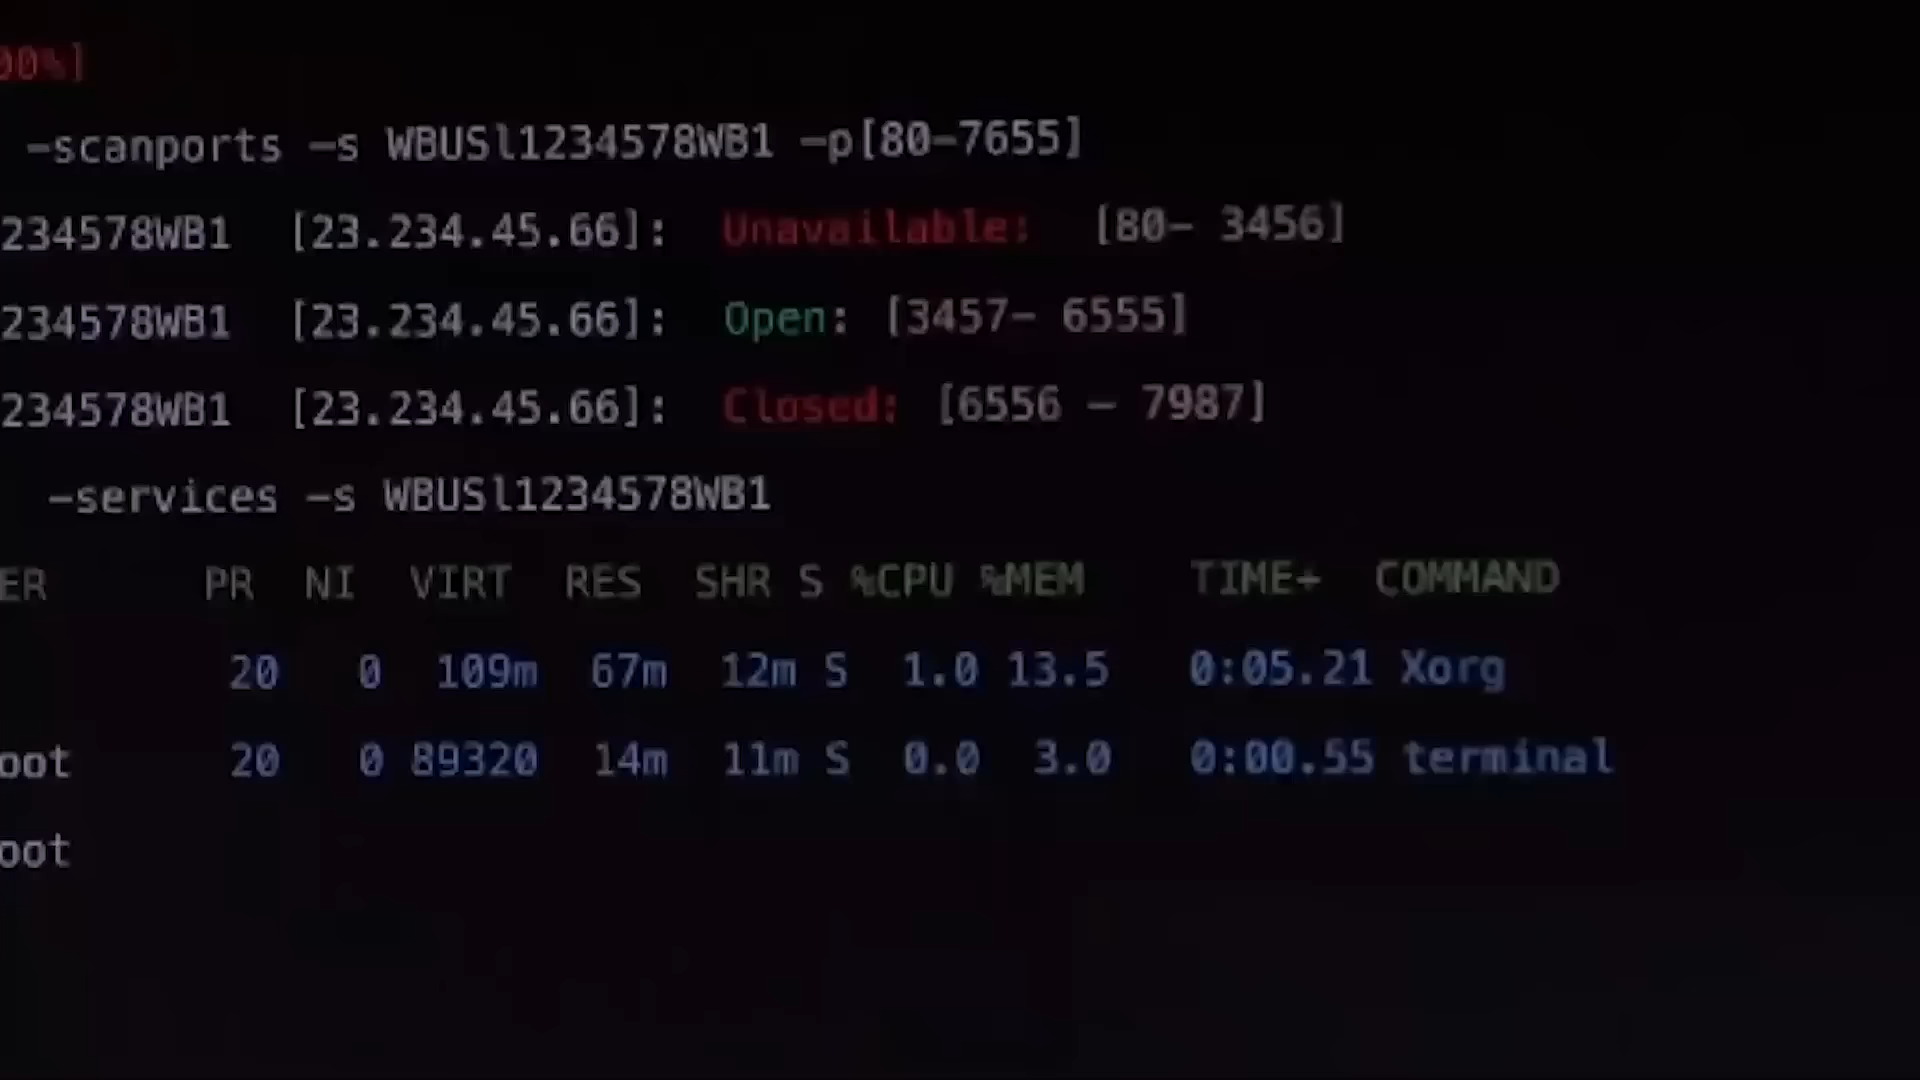 00%]
-scanports -s WBUSl1234578WB1 -p[80-7655]
234578WB1 [23.234.45.66]: Unavailable: [80- 3456]
234578WB1 [23.234.45.66]: Open: [3457- 6555]
234578WB1 [23.234.45.66]: Closed: [6556 - 7987]
-services -s WBUSl1234578WB1
ER PR NI VIRT RES SHR S %CPU %MEM TIME+ COMMAND
20 0 109m 67m 12m S 1.0 13.5 0:05.21 Xorg
oot 20 0 89320 14m 11m S 0.0 3.0 0:00.55 terminal
oot